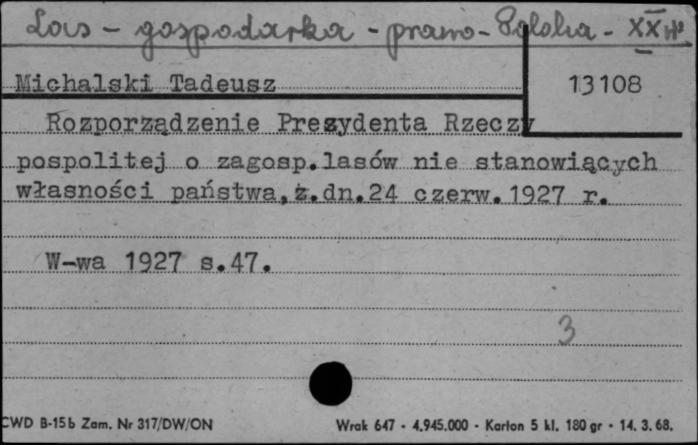 Las - gospodarka - prawo - Polska - XX w
Michalski Tadeusz
13108
Rozporządzenie Prezydenta Rzeczy
pospolitej o zagosp.lasów nie stanowiących
własności państwa,z.dn.24 czerw.1927 r.
W-wa 1927 s.47.
3
CWD B-15b Zam. Nr 317/DW/ON
Wrak 647 - 4.945.000 - Karton 5 kl. 180 gr - 14. 3. 68.